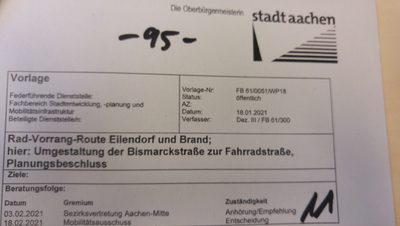 Die Oberbürgermeisterin
stadt aachen
-95-
Vorlage
Vorlage-Nr: FB 61/0051/WP18
Federführende Dienststelle: Status: öffentlich
Fachbereich Stadtentwicklung, -planung und AZ:
Mobilitätsinfrastruktur Datum: 18.01.2021
Beteiligte Dienststelle/n: Verfasser: Dez. III / FB 61/300
Rad-Vorrang-Route Eilendorf und Brand;
hier: Umgestaltung der Bismarckstraße zur Fahrradstraße,
Planungsbeschluss
Ziele:
Beratungsfolge:
Datum Gremium Zuständigkeit
03.02.2021 Bezirksvertretung Aachen-Mitte Anhörung/Empfehlung
18.02.2021 Mobilitätsausschuss Entscheidung